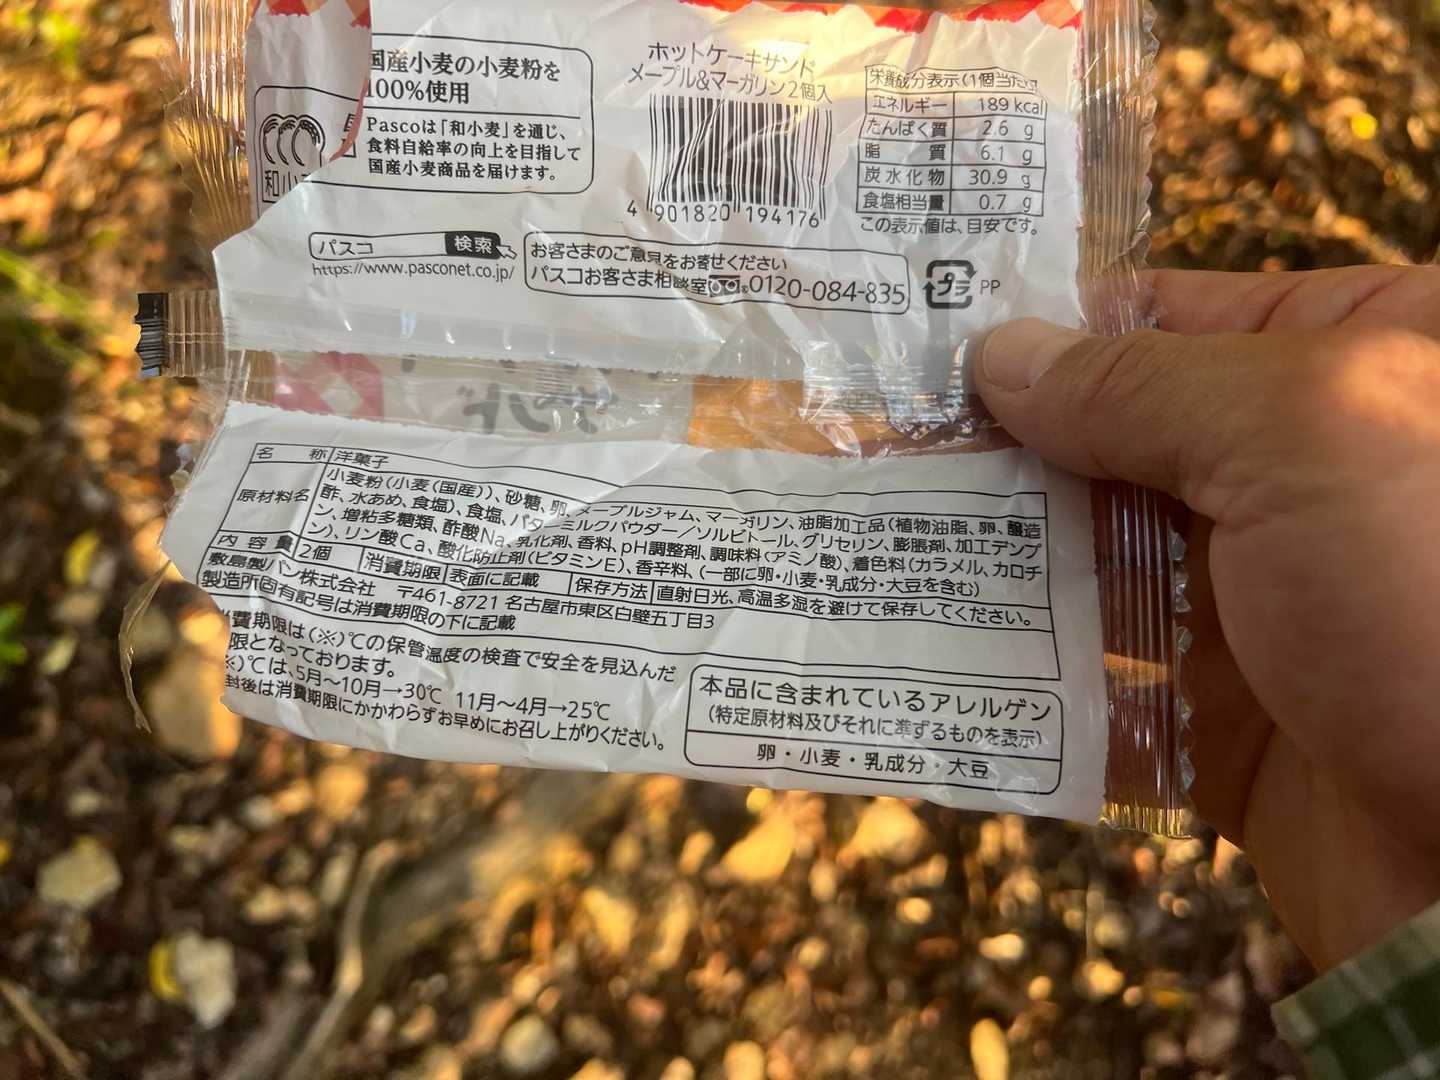 国産小麦の小麦粉を
100%使用
Pascoは「和小麦」を通じ、
食料自給率の向上を目指して
国産小麦商品を届けます。
和小
ホットケーキサンド
メープル&マーガリン2個入
4 901820 194176
栄養成分表示(1個当たり)
エネルギー 189 kcal
たんぱく質 2.6 g
脂質 6.1 g
炭水化物 30.9 g
食塩相当量 0.7 g
この表示値は、目安です。
パスコ 検索
https://www.pasconet.co.jp/
お客さまのご意見をお寄せください
パスコお客さま相談室 0120-084-835
プラ PP
名称 洋菓子
原材料名 小麦粉(小麦(国産))、砂糖、卵、メープルジャム、マーガリン、油脂加工品(植物油脂、卵、醸造
酢、水あめ、食塩)、食塩、バターミルクパウダー/ソルビトール、グリセリン、膨脹剤、加工デンプ
ン、増粘多糖類、酢酸Na、乳化剤、香料、pH調整剤、調味料(アミノ酸)、着色料(カラメル、カロチ
ン)、リン酸Ca、酸化防止剤(ビタミンE)、香辛料、(一部に卵・小麦・乳成分・大豆を含む)
内容量 2個 消費期限 表面に記載 保存方法 直射日光、高温多湿を避けて保存してください。
敷島製パン株式会社 〒461-8721 名古屋市東区白壁五丁目3
製造所固有記号は消費期限の下に記載
費期限は(※)℃の保管温度の検査で安全を見込んだ
限となっております。
※)℃は、5月～10月→30℃ 11月～4月→25℃
封後は消費期限にかかわらずお早めにお召し上がりください。
本品に含まれているアレルゲン
(特定原材料及びそれに準ずるものを表示)
卵・小麦・乳成分・大豆